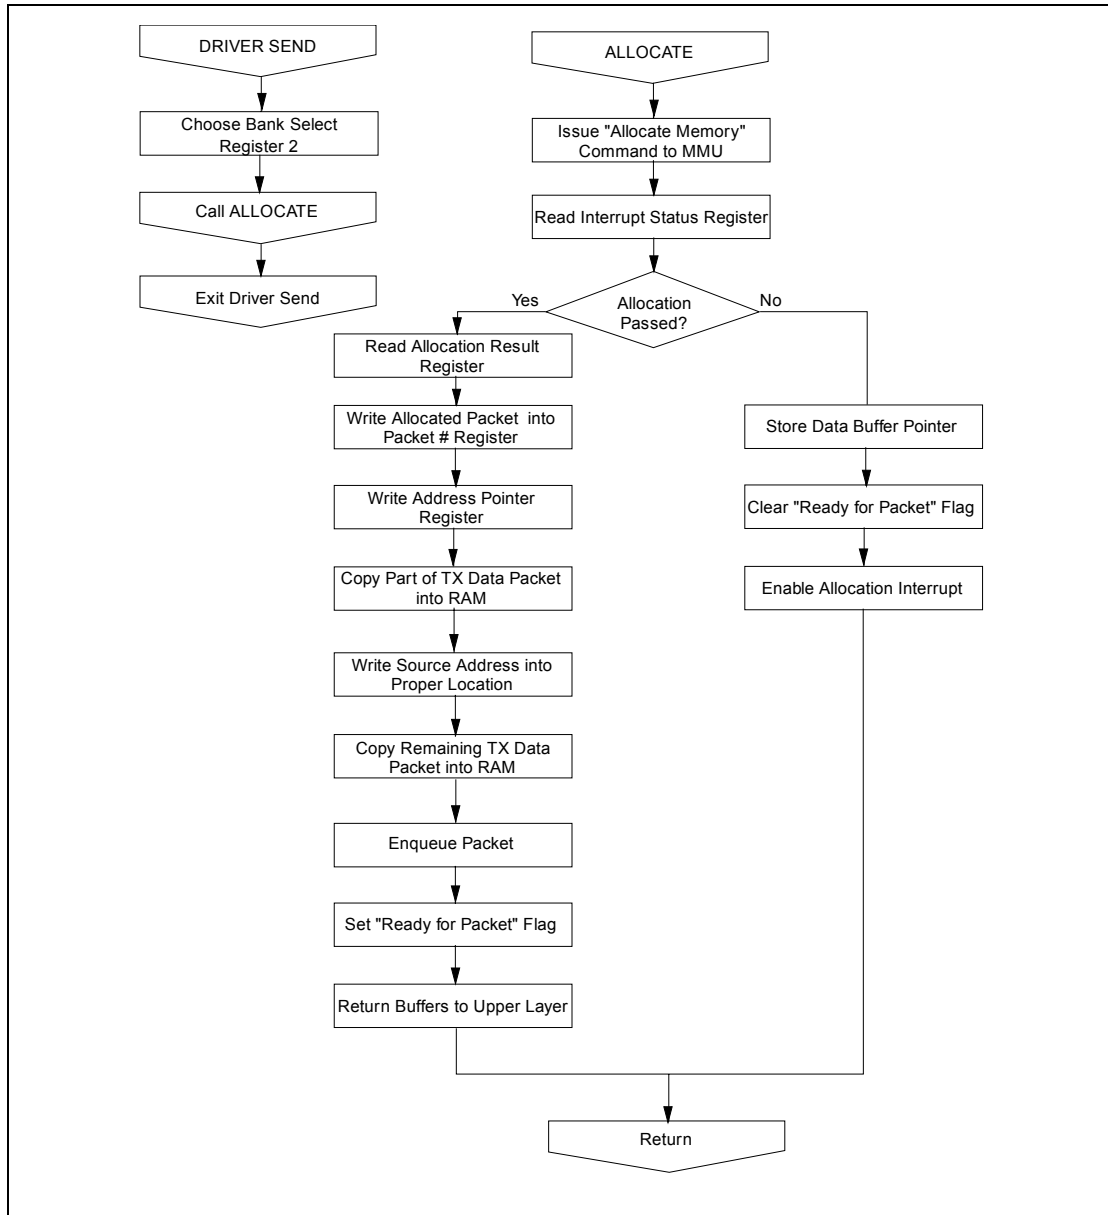 DRIVER SEND
Choose Bank Select
Register 2
Call ALLOCATE
Exit Driver Send
ALLOCATE
Issue "Allocate Memory"
Command to MMU
Read Interrupt Status Register
Allocation
Passed?
Yes
No
Read Allocation Result
Register
Write Allocated Packet into
Packet # Register
Write Address Pointer
Register
Copy Part of TX Data Packet
into RAM
Write Source Address into
Proper Location
Copy Remaining TX Data
Packet into RAM
Enqueue Packet
Set "Ready for Packet" Flag
Return Buffers to Upper Layer
Store Data Buffer Pointer
Clear "Ready for Packet" Flag
Enable Allocation Interrupt
Return